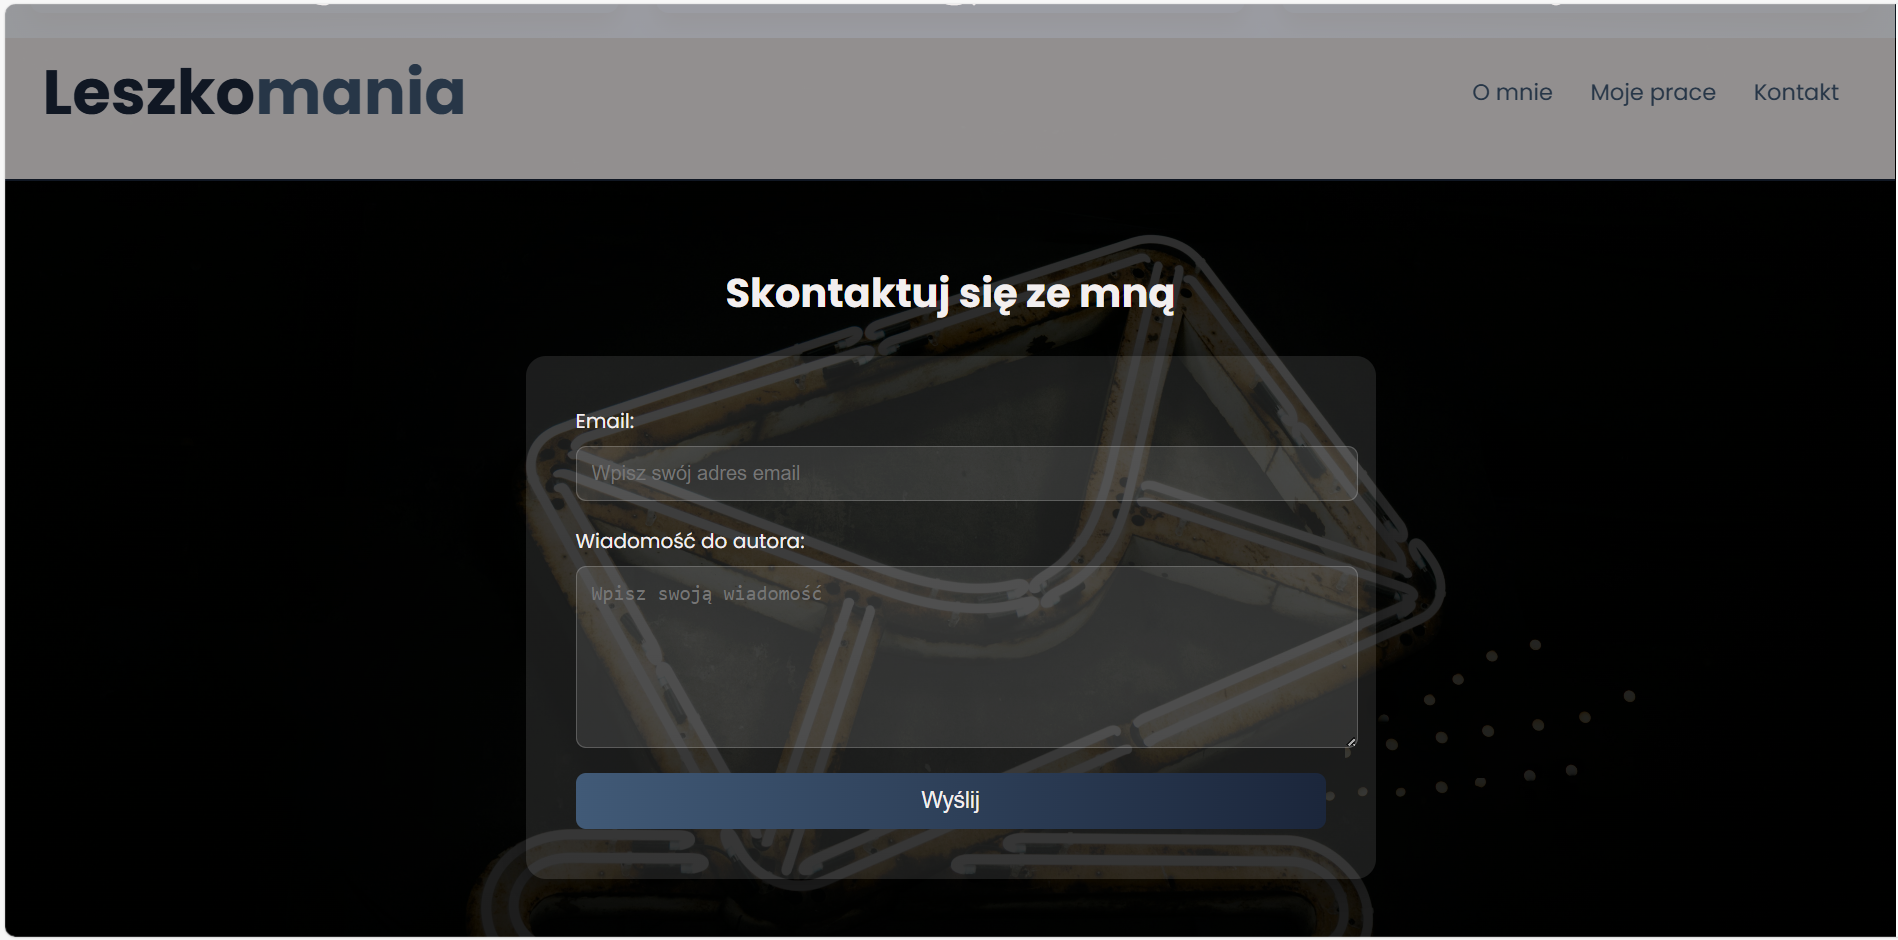 Leszkomania
O mnie Moje prace Kontakt
Skontaktuj się ze mną
Email:
Wpisz swój adres email
Wiadomość do autora:
Wpisz swoją wiadomość
Wyślij